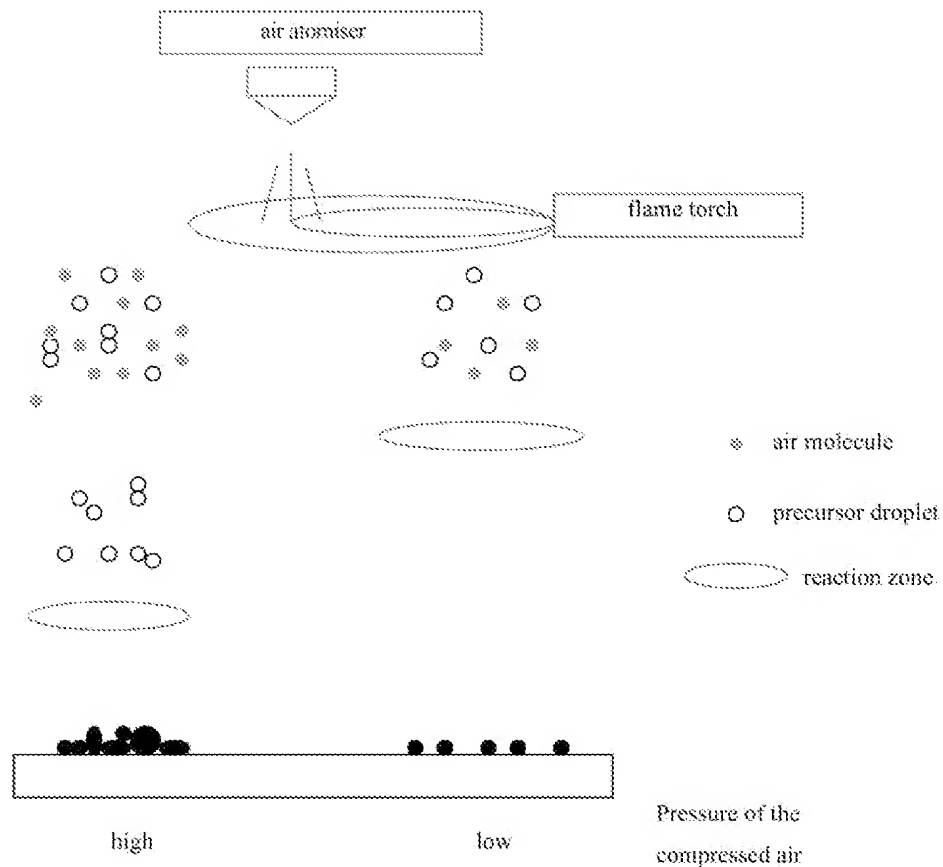 air atomiser
flame torch
air molecule
precursor droplet
reaction zone
Pressure of the
high
low
compressed air